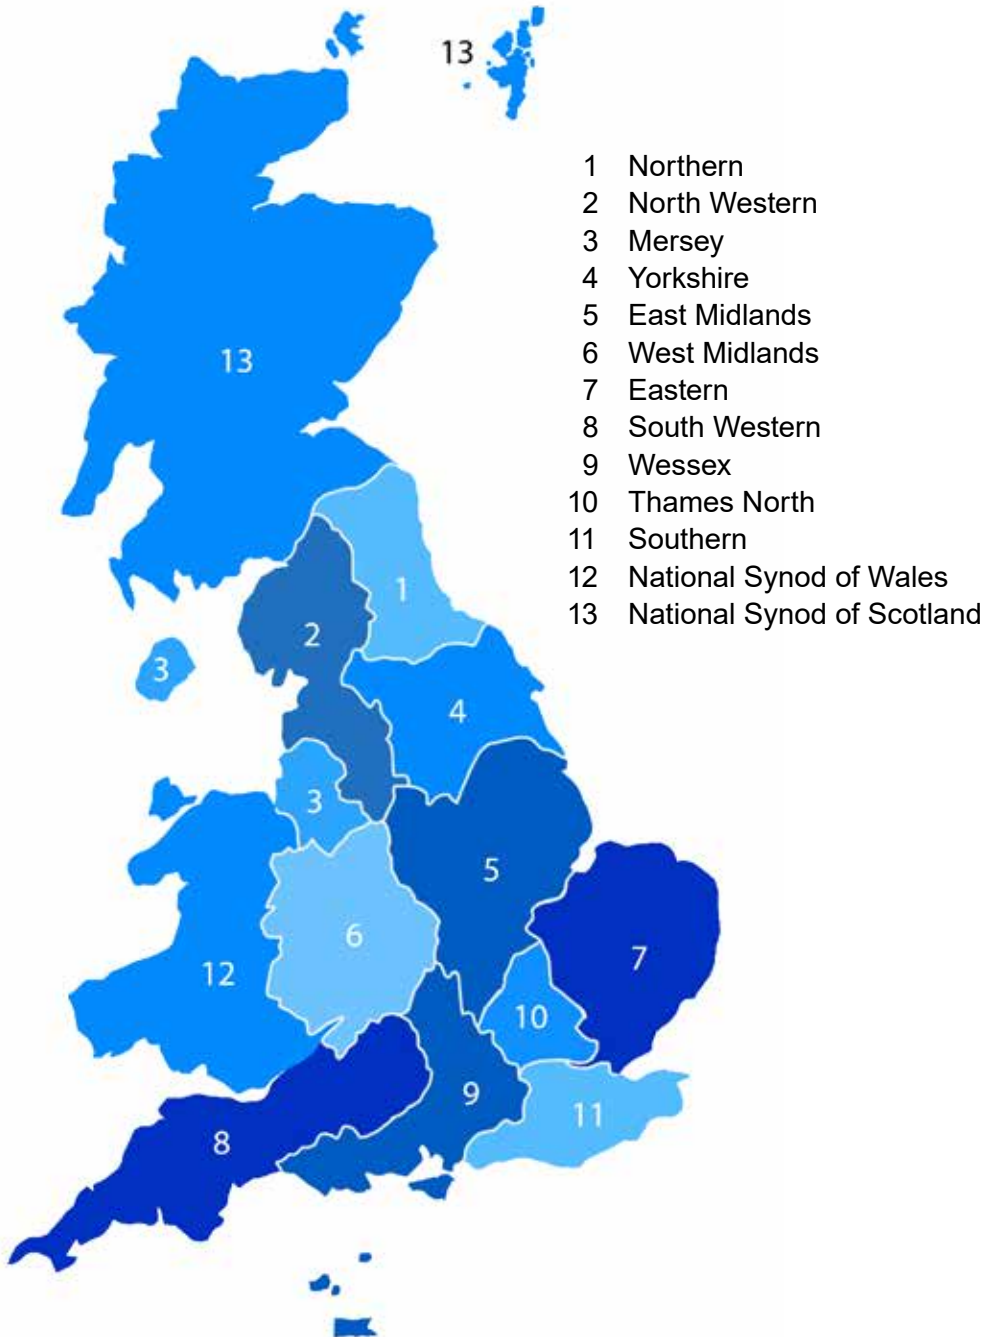 13
1 Northern
2 North Western
3 Mersey
4 Yorkshire
5 East Midlands
6 West Midlands
7 Eastern
8 South Western
9 Wessex
10 Thames North
11 Southern
12 National Synod of Wales
13 National Synod of Scotland
13
1
2
3
4
3
5
6
7
12
10
9
11
8